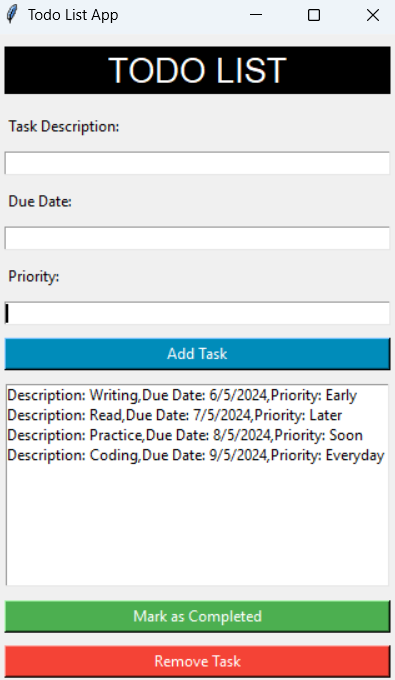 Todo List App
TODO LIST
Task Description:
Due Date:
Priority:
Add Task
Description: Writing,Due Date: 6/5/2024,Priority: Early
Description: Read,Due Date: 7/5/2024,Priority: Later
Description: Practice,Due Date: 8/5/2024,Priority: Soon
Description: Coding,Due Date: 9/5/2024,Priority: Everyday
Mark as Completed
Remove Task